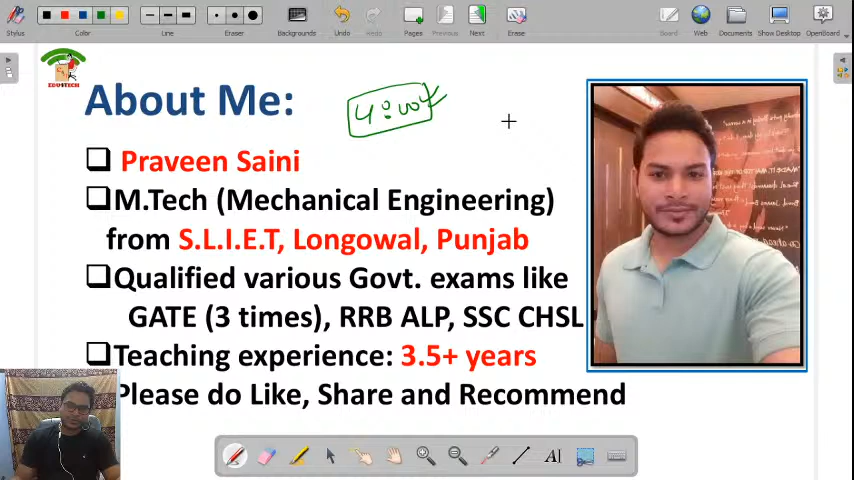 Stylus
Color
Line
Eraser
Backgrounds
Undo
Redo
Pages
Previous
Next
Erase
Board
Web
Documents
Show Desktop
OpenBoard
EDUSTECH
About Me:
4:00
Praveen Saini
M.Tech (Mechanical Engineering)
from S.L.I.E.T, Longowal, Punjab
Qualified various Govt. exams like
GATE (3 times), RRB ALP, SSC CHSL
Teaching experience: 3.5+ years
Please do Like, Share and Recommend
A